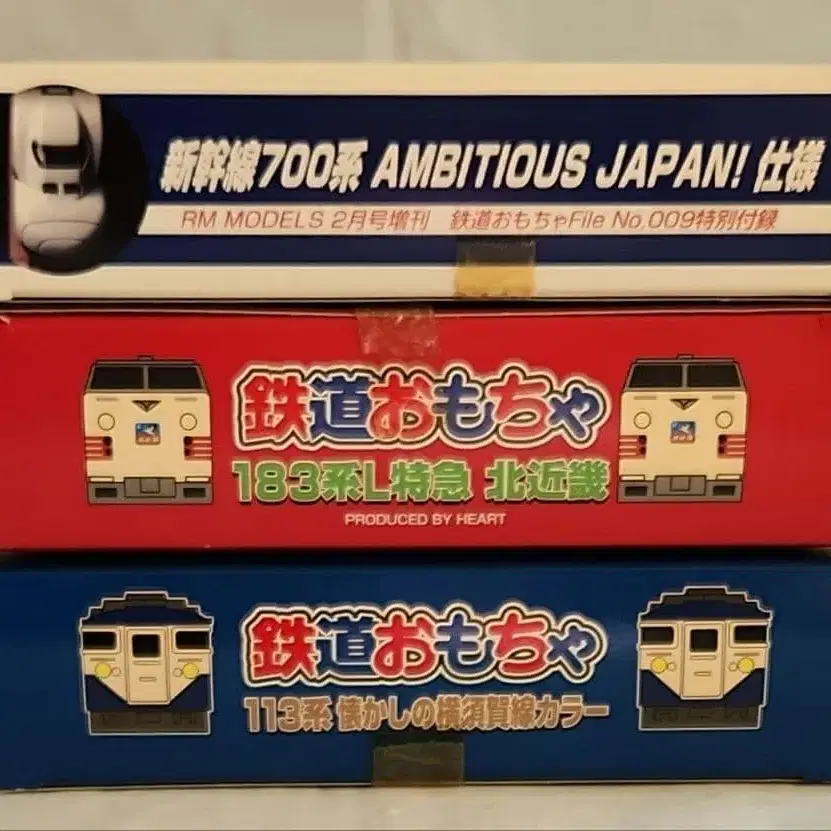 新幹線700系 AMBITIOUS JAPAN! 仕様
RM MODELS 2月号増刊 鉄道おもちゃFile No,009特別付録
鉄道おもちゃ
183系L特急 北近畿
PRODUCED BY HEART
鉄道おもちゃ
113系 懐かしの横須賀線カラー